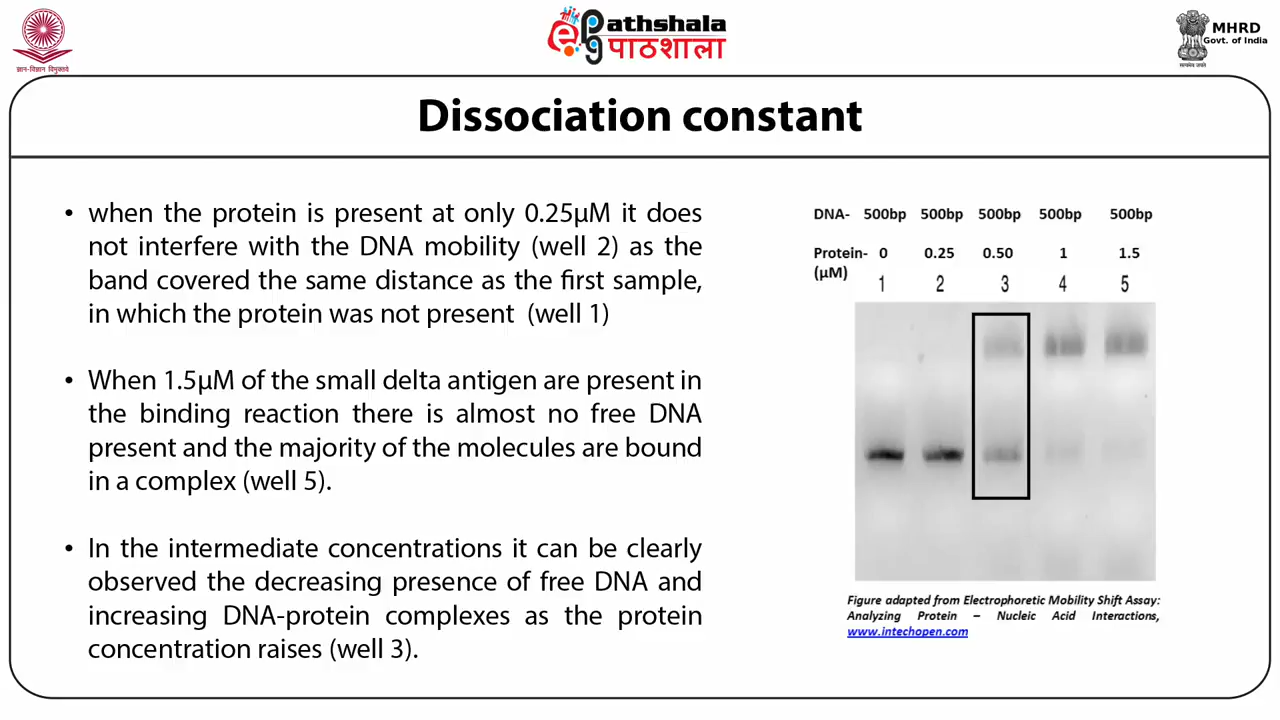 ज्ञान-विज्ञान विमुक्तये
epathshala
पाठशाला
सत्यमेव जयते
MHRD
Govt. of India
Dissociation constant
• when the protein is present at only 0.25µM it does
not interfere with the DNA mobility (well 2) as the
band covered the same distance as the first sample,
in which the protein was not present (well 1)
• When 1.5µM of the small delta antigen are present in
the binding reaction there is almost no free DNA
present and the majority of the molecules are bound
in a complex (well 5).
• In the intermediate concentrations it can be clearly
observed the decreasing presence of free DNA and
increasing DNA-protein complexes as the protein
concentration raises (well 3).
DNA- 500bp 500bp 500bp 500bp 500bp
Protein- 0 0.25 0.50 1 1.5
(µM) 1 2 3 4 5
Figure adapted from Electrophoretic Mobility Shift Assay:
Analyzing Protein – Nucleic Acid Interactions,
www.intechopen.com